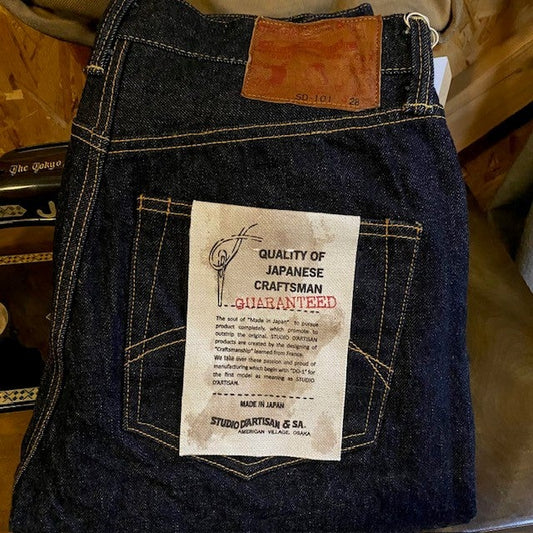 SD-101 28
The Tokyo
QUALITY OF
JAPANESE
CRAFTSMAN
GUARANTEED
The soul of "Made in Japan" To pursue
product completely, which promote to
outstrip the original. STUDIO D'ARTISAN
products are created by the designing of
"Craftsmanship" learned from France.
We take over these passion and proud of
manufacturing which begin with "DO-1" for
the first model as meaning as STUDIO
D'ARTISAN.
MADE IN JAPAN
STUDIO D'ARTISAN & SA.
AMERICAN VILLAGE, OSAKA